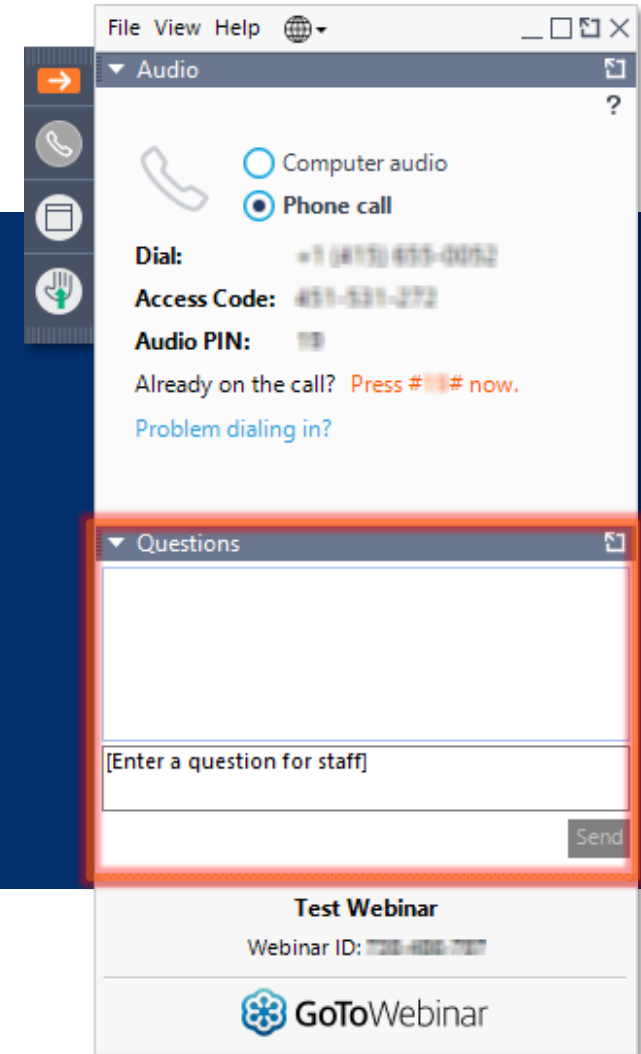 File View Help
Audio
?
Computer audio
Phone call
Dial:
Access Code:
Audio PIN:
Already on the call? Press # # now.
Problem dialing in?
Questions
[Enter a question for staff]
Send
Test Webinar
Webinar ID:
GoToWebinar